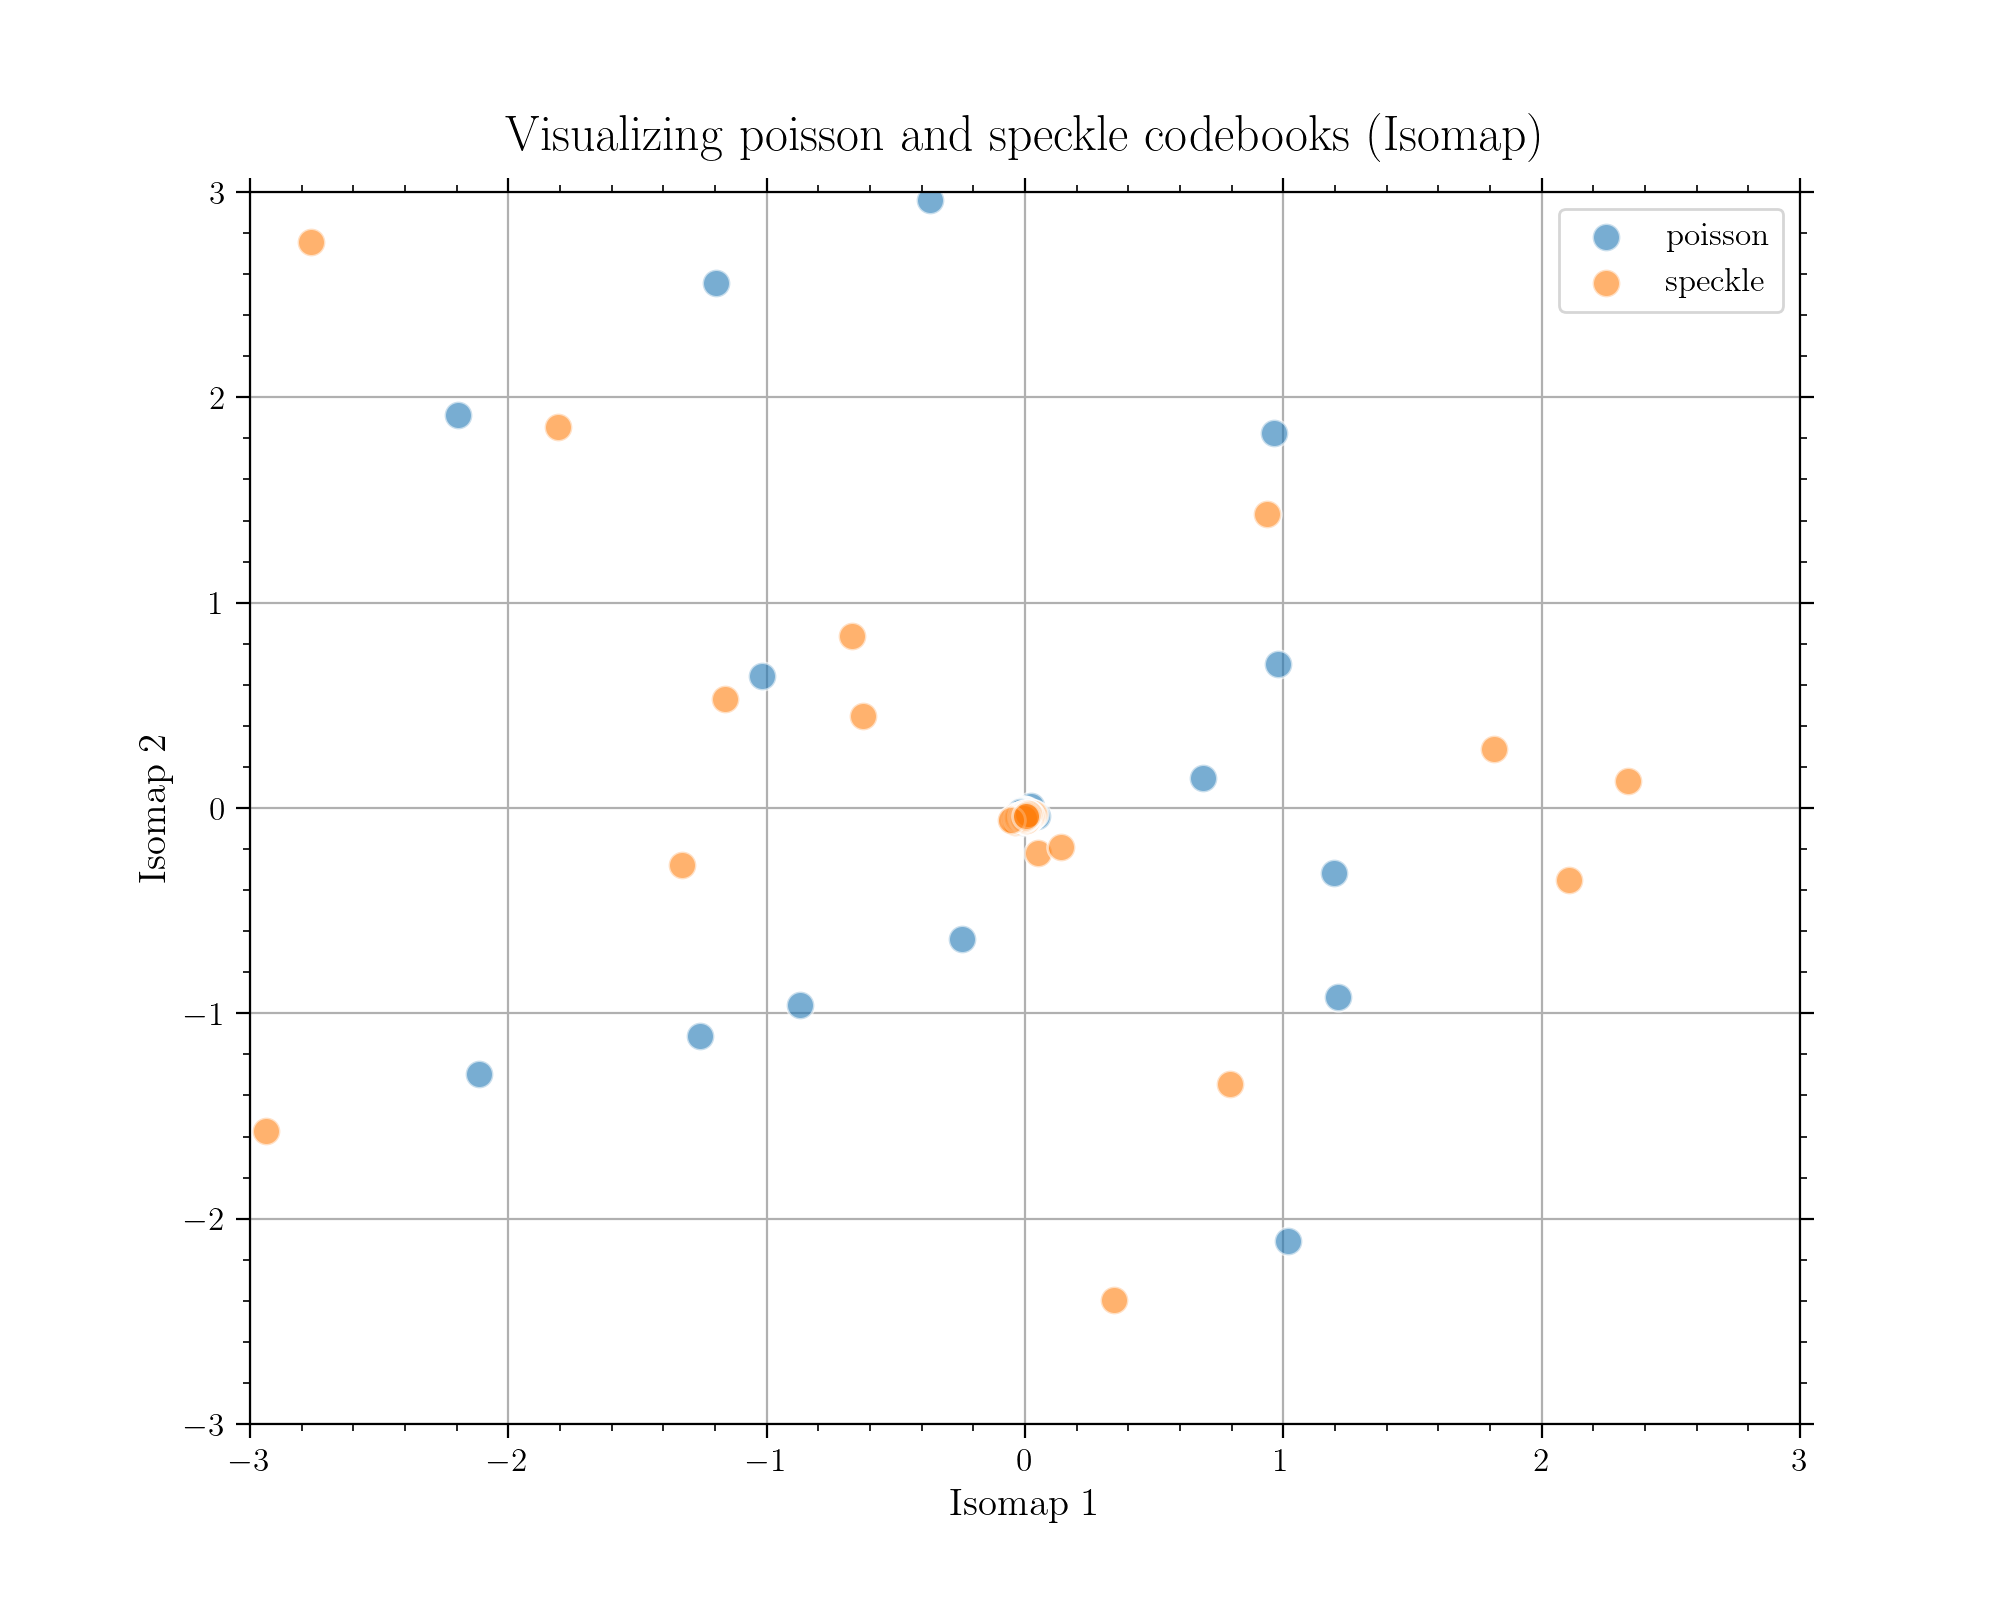 Visualizing poisson and speckle codebooks (Isomap)
poisson
speckle
3
2
1
0
−1
−2
−3
Isomap 2
−3
−2
−1
0
1
2
3
Isomap 1